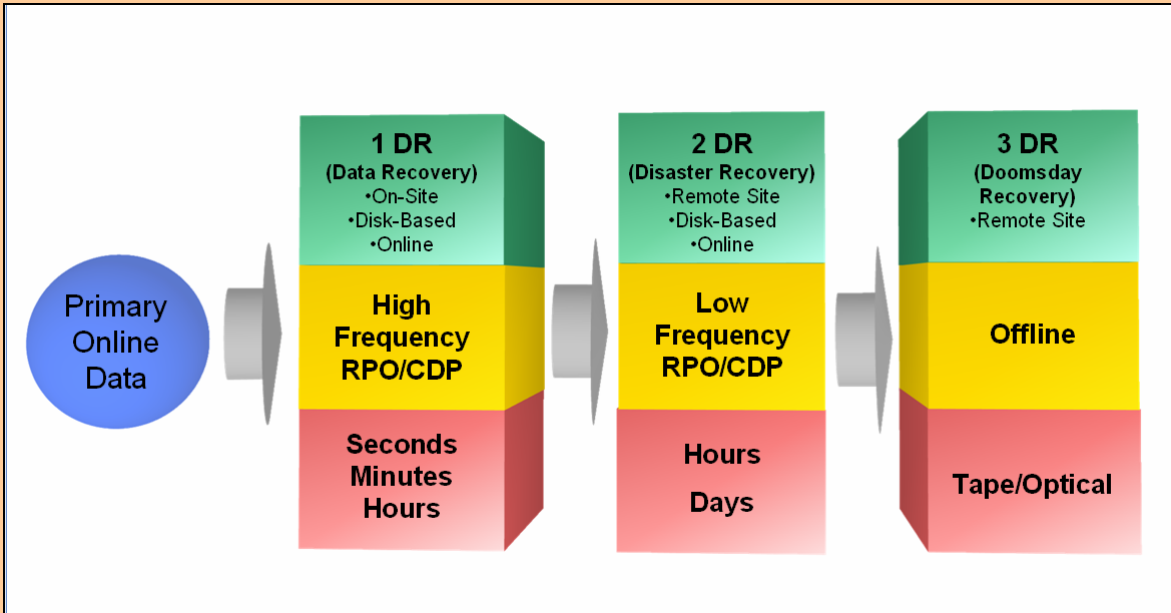 Primary
Online
Data
1 DR
(Data Recovery)
•On-Site
•Disk-Based
•Online
High
Frequency
RPO/CDP
Seconds
Minutes
Hours
2 DR
(Disaster Recovery)
•Remote Site
•Disk-Based
•Online
Low
Frequency
RPO/CDP
Hours
Days
3 DR
(Doomsday
Recovery)
•Remote Site
Offline
Tape/Optical